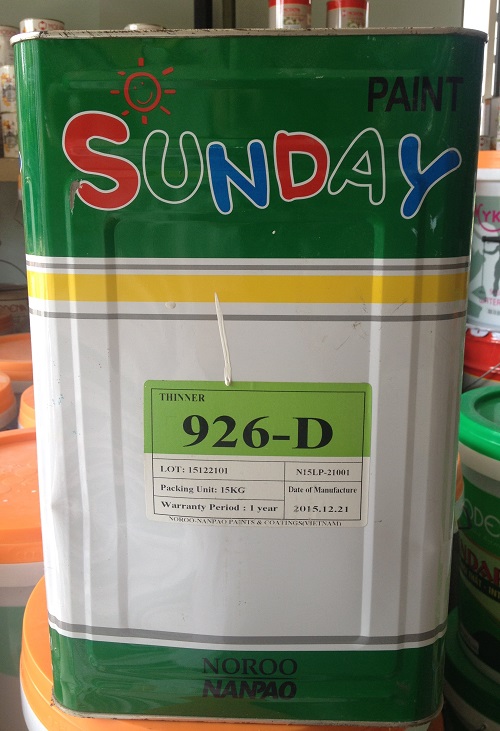 PAINT
SUNDAY
THINNER
926-D
LOT: 15122101 N15LP-21001
Packing Unit: 15KG Date of Manufacture
Warranty Period : 1 year 2015.12.21
NOROO-NANPAO PAINTS & COATINGS(VIETNAM)
NOROO
NANPAO